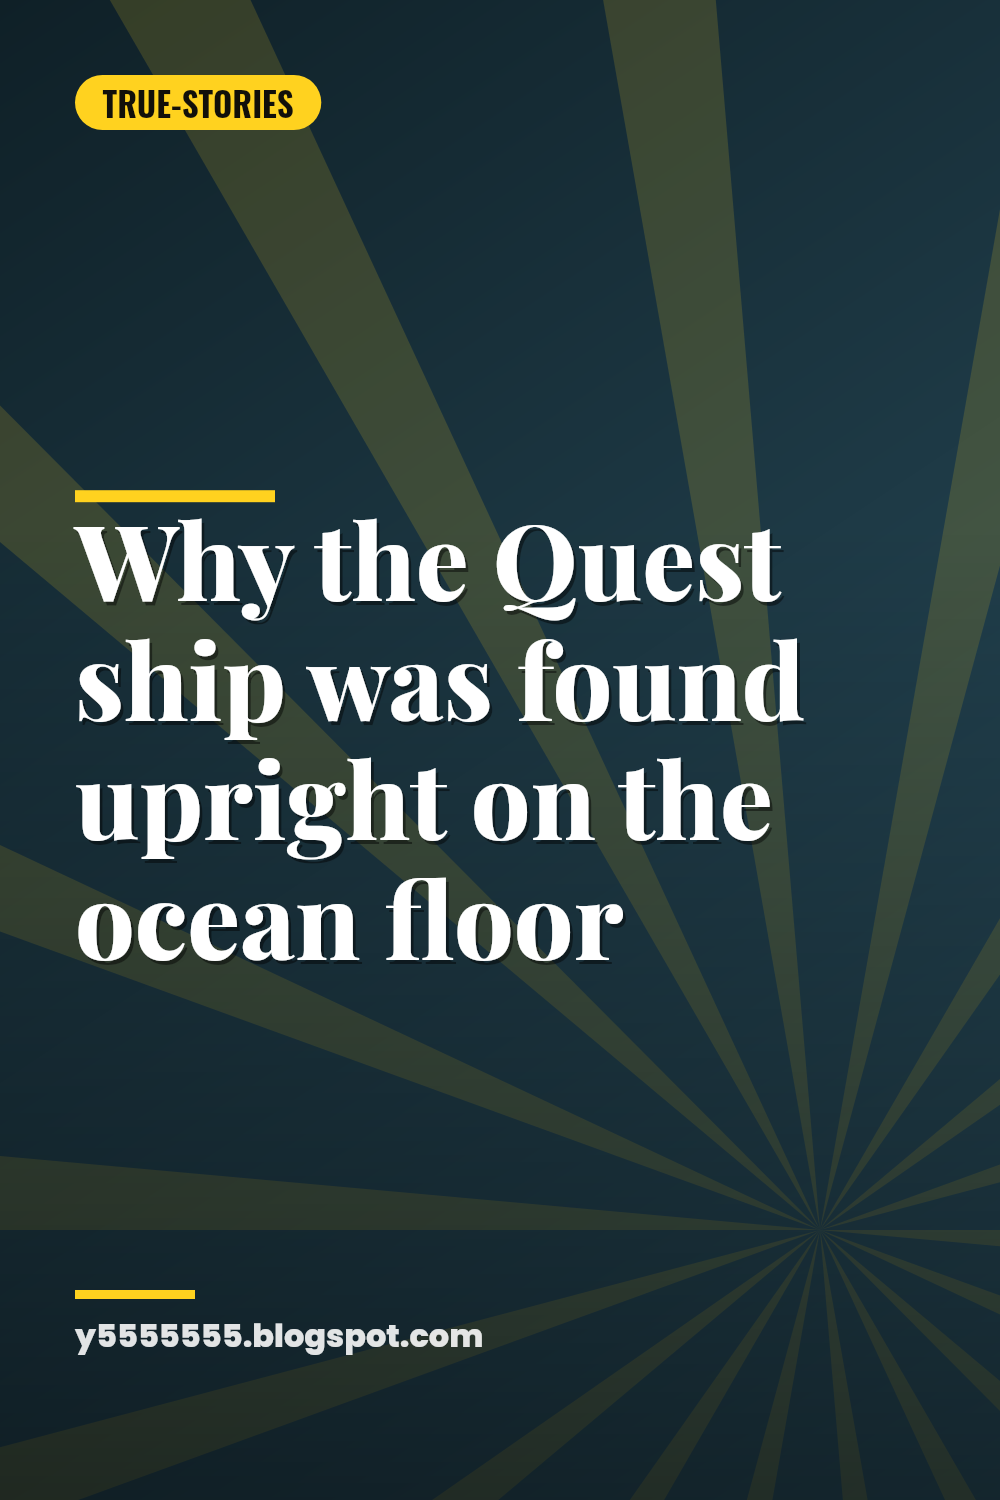 TRUE-STORIES
Why the Quest
ship was found
upright on the
ocean floor
y5555555.blogspot.com